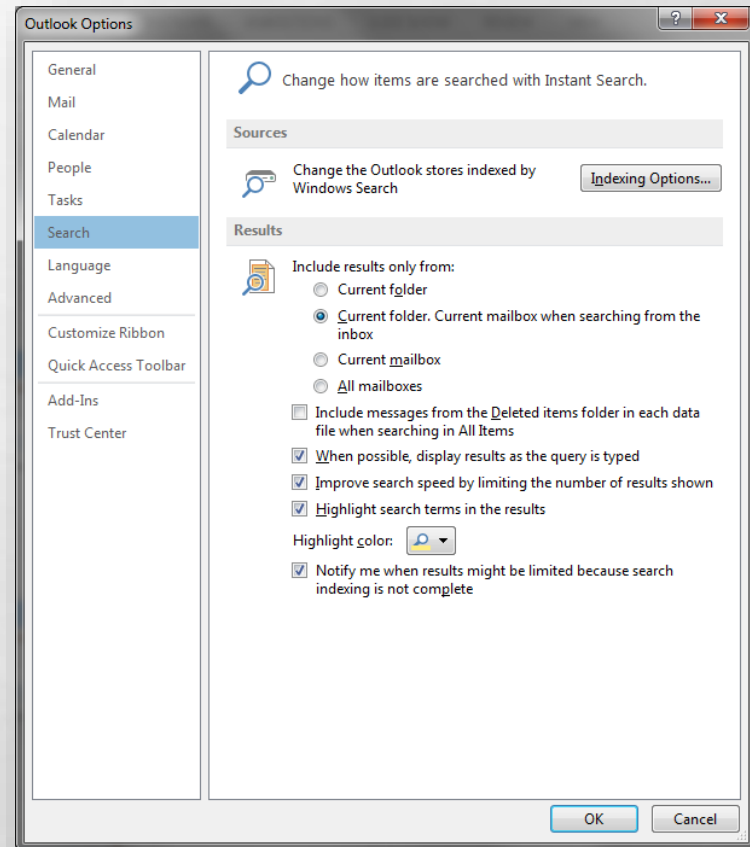 Outlook Options
?
X
General
Mail
Calendar
People
Tasks
Search
Language
Advanced
Customize Ribbon
Quick Access Toolbar
Add-Ins
Trust Center
Change how items are searched with Instant Search.
Sources
Change the Outlook stores indexed by
Windows Search
Indexing Options...
Results
Include results only from:
Current folder
Current folder. Current mailbox when searching from the
inbox
Current mailbox
All mailboxes
Include messages from the Deleted items folder in each data
file when searching in All Items
When possible, display results as the query is typed
Improve search speed by limiting the number of results shown
Highlight search terms in the results
Highlight color:
Notify me when results might be limited because search
indexing is not complete
OK
Cancel